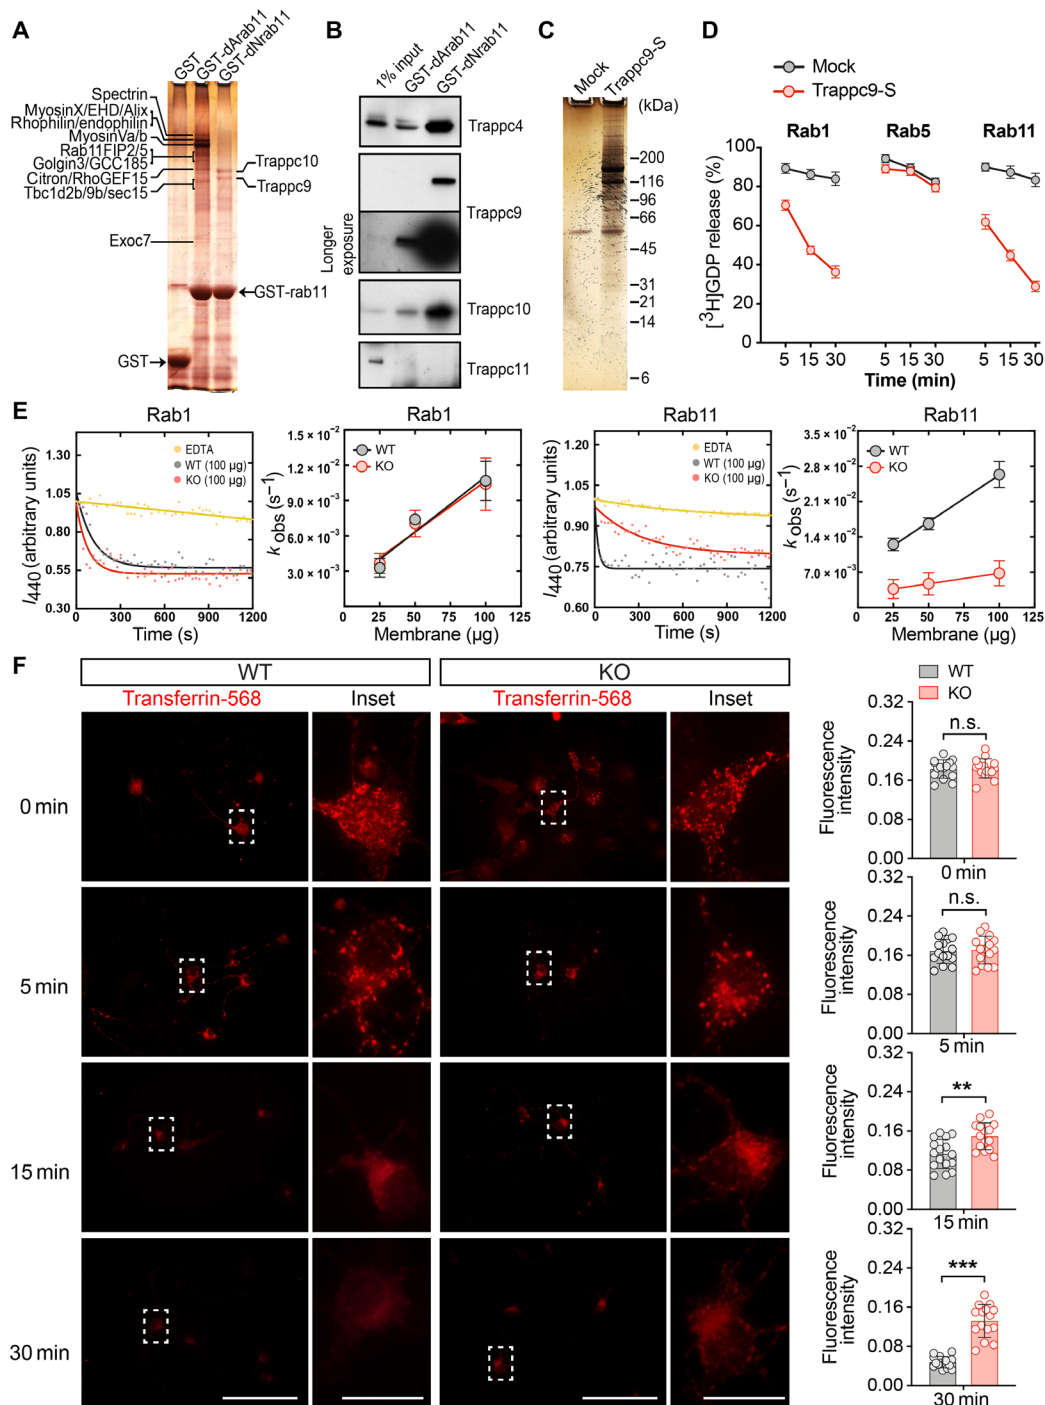 A
GST
GST-dArab11
GST-dNrab11
Spectrin
MyosinX/EHD/Alix
Rhophilin/endophilin
MyosinVa/b
Rab11FIP2/5
Golgin3/GCC185
Citron/RhoGEF15
Tbc1d2b/9b/sec15
Exoc7
GST
Trappc10
Trappc9
GST-rab11
B
1% input
GST-dArab11
GST-dNrab11
Trappc4
Trappc9
Longer
exposure
Trappc10
Trappc11
C
Mock
Trappc9-S
(kDa)
200
116
96
66
45
31
21
14
6
D
Mock
Trappc9-S
Rab1 Rab5 Rab11
[3H]GDP release (%)
100
80
60
40
20
0
5 15 30 5 15 30 5 15 30
Time (min)
E
Rab1
I440 (arbitrary units)
1.30
1.05
0.80
0.55
0.30
EDTA
WT (100 µg)
KO (100 µg)
0 300 600 900 1200
Time (s)
Rab1
k obs (s−1)
1.5 × 10−2
1.2 × 10−2
9.0 × 10−3
6.0 × 10−3
3.0 × 10−3
WT
KO
0 25 50 75 100 125
Membrane (µg)
Rab11
I440 (arbitrary units)
1.20
1.05
0.90
0.75
0.60
EDTA
WT (100 µg)
KO (100 µg)
0 300 600 900 1200
Time (s)
Rab11
k obs (s−1)
3.5 × 10−2
2.8 × 10−2
2.1 × 10−2
1.4 × 10−2
7.0 × 10−3
WT
KO
0 25 50 75 100 125
Membrane (µg)
F
WT KO
Transferrin-568 Inset Transferrin-568 Inset
0 min
5 min
15 min
30 min
WT
KO
Fluorescence
intensity
0.32
0.24
0.16
0.08
0.00
n.s.
0 min
Fluorescence
intensity
0.32
0.24
0.16
0.08
0.00
n.s.
5 min
Fluorescence
intensity
0.32
0.24
0.16
0.08
0.00
**
15 min
Fluorescence
intensity
0.32
0.24
0.16
0.08
0.00
***
30 min